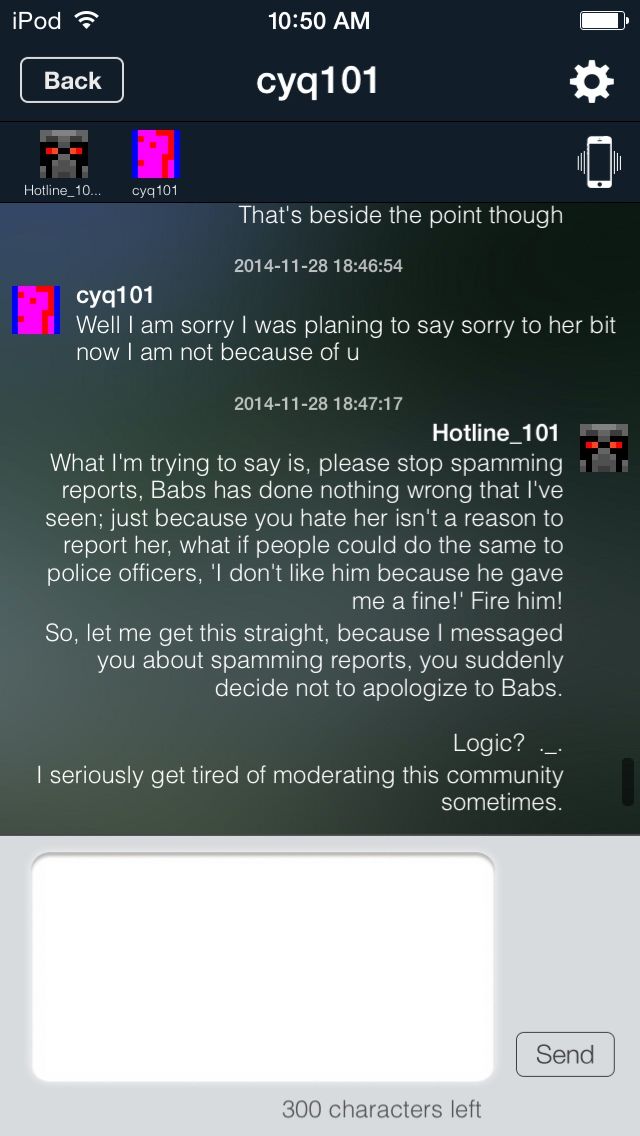 iPod 10:50 AM
Back cyq101
Hotline_10... cyq101
That's beside the point though
2014-11-28 18:46:54
cyq101
Well I am sorry I was planing to say sorry to her bit
now I am not because of u
2014-11-28 18:47:17
Hotline_101
What I'm trying to say is, please stop spamming
reports, Babs has done nothing wrong that I've
seen; just because you hate her isn't a reason to
report her, what if people could do the same to
police officers, 'I don't like him because he gave
me a fine!' Fire him!
So, let me get this straight, because I messaged
you about spamming reports, you suddenly
decide not to apologize to Babs.
Logic? ._.
I seriously get tired of moderating this community
sometimes.
Send
300 characters left